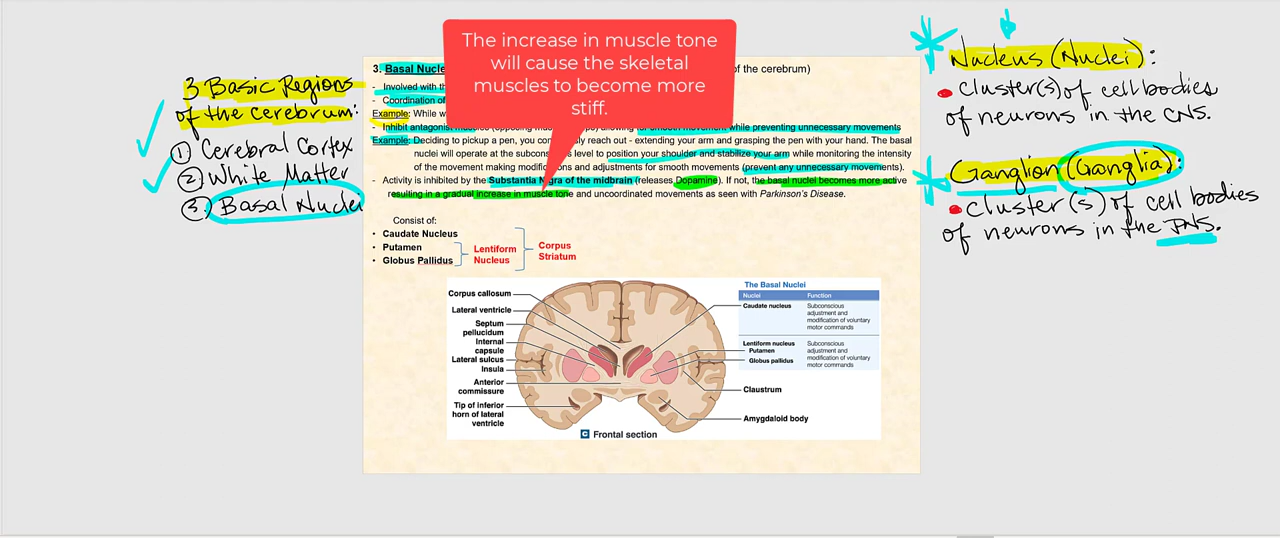 The increase in muscle tone
will cause the skeletal
muscles to become more
stiff.
3 Basic Regions
of the cerebrum:
① Cerebral Cortex
② White Matter
③. Basal Nuclei
3. Basal Nucle
of the cerebrum)
- Involved with th
- Coordination of
Example: While w
- Inhibit antagonist
while preventing unnecessary movements
Example: Deciding to pickup a pen, you con
ly reach out - extending your arm and grasping the pen with your hand. The basal
nuclei will operate at the subcons
s level to position your shoulder and stabilize your arm while monitoring the intensity
of the movement making modifi
and adjustments for smooth movements (prevent any unnecessary movements).
- Activity is inhibited by the Substantia Nigra of the midbrain (releases Dopamine). If not, the basal nuclei becomes more active
resulting in a gradual increase in muscle tone and uncoordinated movements as seen with Parkinson's Disease.
Consist of:
• Caudate Nucleus
• Putamen
• Globus Pallidus
Lentiform
Nucleus
Corpus
Striatum
Corpus callosum
Lateral ventricle
Septum
pellucidum
Internal
capsule
Lateral sulcus
Insula
Anterior
commissure
Tip of inferior
horn of lateral
ventricle
The Basal Nuclei
Nuclei Function
Caudate nucleus Subconscious
adjustment and
modification of voluntary
motor commands
Lentiform nucleus Subconscious
Putamen adjustment and
Globus pallidus modification of voluntary
motor commands
Claustrum
Amygdaloid body
C Frontal section
Nucleus (Nuclei):
• cluster(s) of cell bodies
of neurons in the CNS.
Ganglion (Ganglia):
• cluster(s) of cell bodies
of neurons in the PNS.